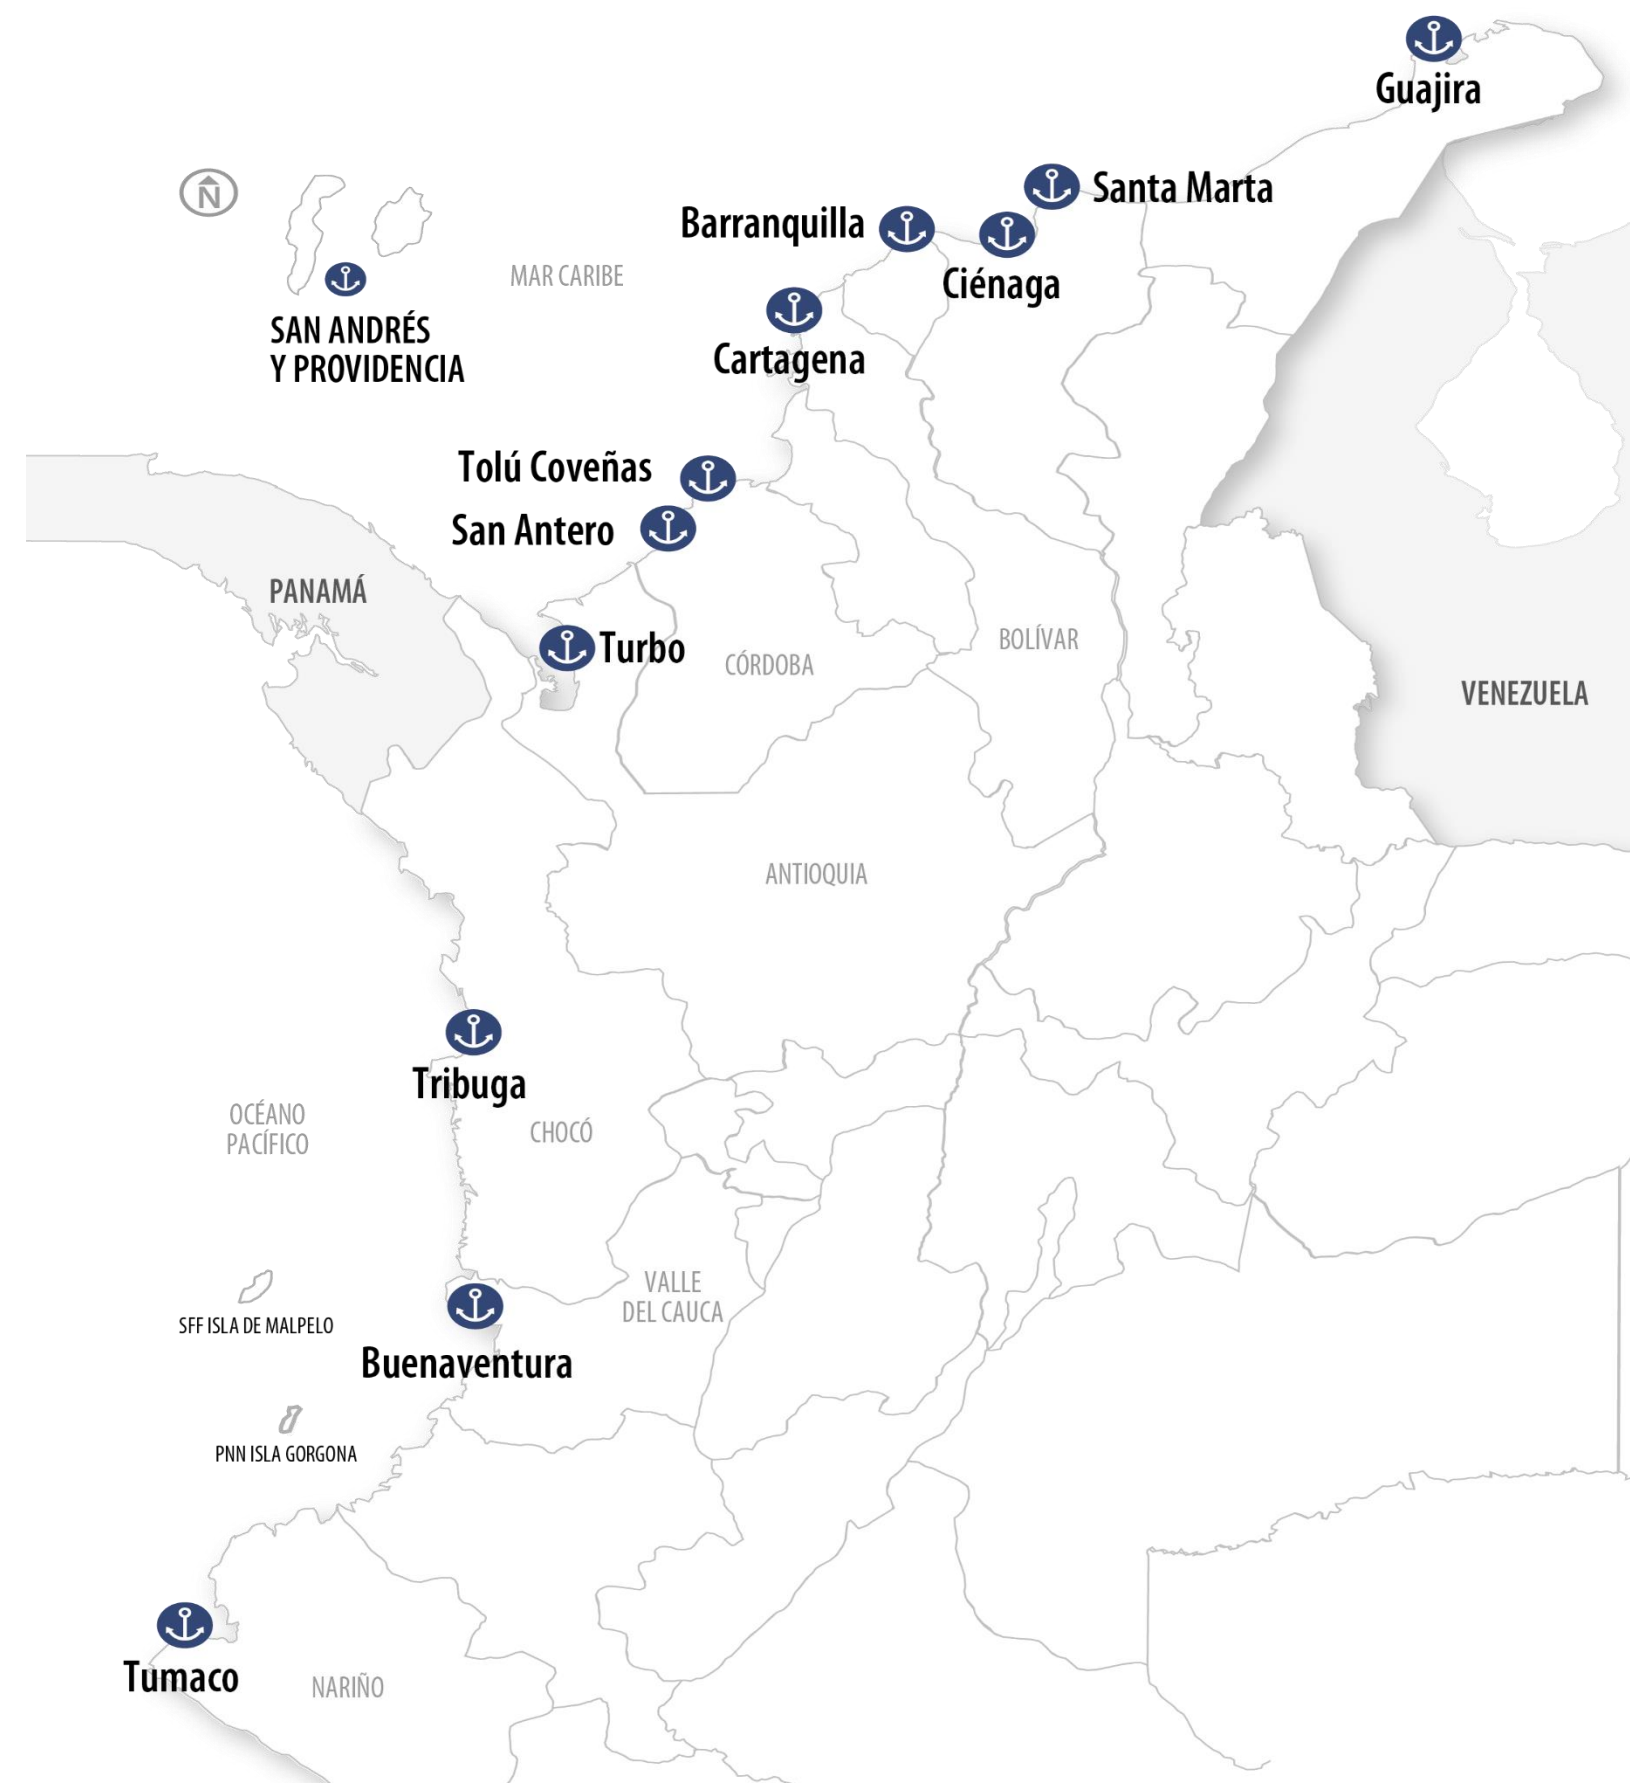 Guajira
Santa Marta
N
Barranquilla
MAR CARIBE
Ciénaga
SAN ANDRÉS
Y PROVIDENCIA
Cartagena
Tolú Coveñas
San Antero
PANAMÁ
Turbo
CÓRDOBA
BOLÍVAR
VENEZUELA
ANTIOQUIA
Tribuga
OCÉANO
PACÍFICO
CHOCÓ
VALLE
DEL CAUCA
SFF ISLA DE MALPELO
Buenaventura
PNN ISLA GORGONA
Tumaco
NARIÑO